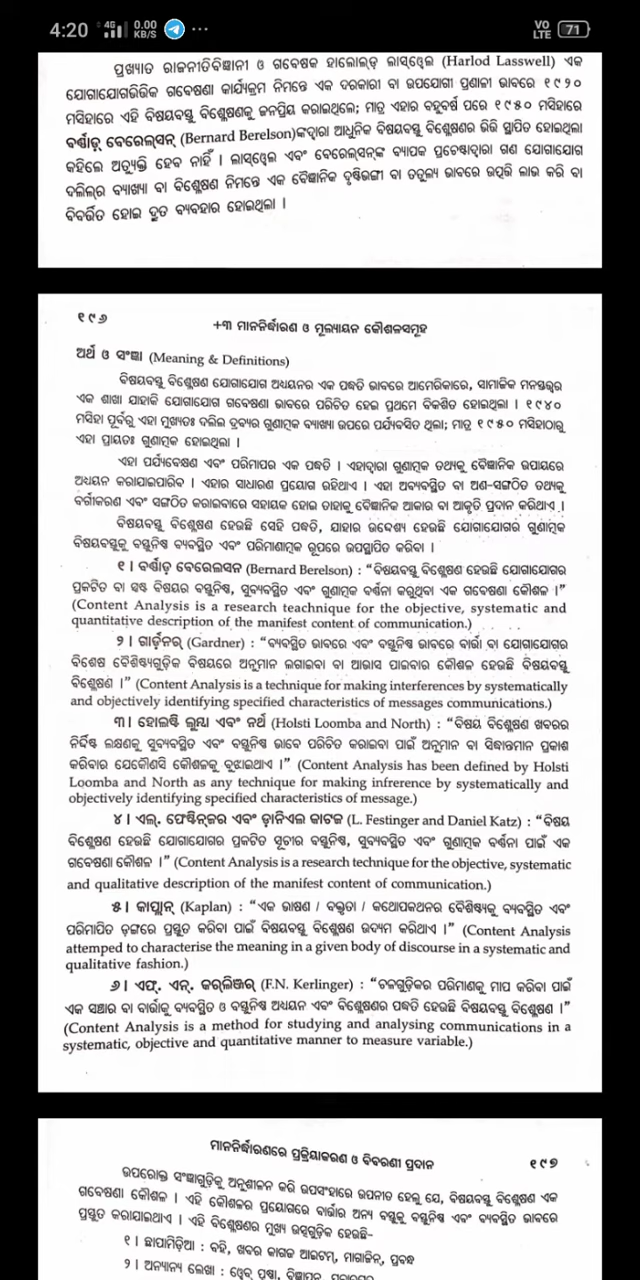 4:20 4G 0.00 KB/S ... VO LTE 71
ପ୍ରଖ୍ୟାତ ରାଜନୀତିବିଜ୍ଞାନୀ ଓ ଗବେଷକ ହାଲୋଇଡ୍ ଲାସ୍‌ୱେଲ (Harlod Lasswell) ଏକ
ଯୋଗାଯୋଗଭିତ୍ତିକ ଗବେଷଣା କାର୍ଯ୍ୟକ୍ରମ ନିମନ୍ତେ ଏକ ଦରକାରୀ ବା ଉପଯୋଗୀ ପ୍ରଣାଳୀ ଭାବରେ ୧୯୨୦
ମସିହାରେ ଏହି ବିଷୟବସ୍ତୁ ବିଶ୍ଳେଷଣକୁ ଜନପ୍ରିୟ କରାଇଥିଲେ; ମାତ୍ର ଏହାର ବହୁବର୍ଷ ପରେ ୧୯୫୦ ମସିହାରେ
ବର୍ଣ୍ଣାଡ଼୍ ବେରେଲ୍‌ସନ୍ (Bernard Berelson)ଙ୍କଦ୍ୱାରା ଆଧୁନିକ ବିଷୟବସ୍ତୁ ବିଶ୍ଳେଷଣର ଭିତ୍ତି ସ୍ଥାପିତ ହୋଇଥିଲା
କହିଲେ ଅତ୍ୟୁକ୍ତି ହେବ ନାହିଁ । ଲାସ୍‌ୱେଲ ଏବଂ ବେରେଲ୍‌ସନ୍‌ଙ୍କ ବ୍ୟାପକ ପ୍ରଚେଷ୍ଟାଦ୍ୱାରା ଗଣ ଯୋଗାଯୋଗ
ଦଲିଲ୍‌ର ବ୍ୟାଖ୍ୟା ବା ବିଶ୍ଳେଷଣ ନିମନ୍ତେ ଏକ ବୈଜ୍ଞାନିକ ଦୃଷ୍ଟିଭଙ୍ଗୀ ବା ତତୁଲ୍ୟ ଭାବରେ ଉତ୍ପତ୍ତି ଲାଭ କରି ବା
ବିବର୍ତ୍ତିତ ହୋଇ ଦ୍ରୁତ ବ୍ୟବହାର ହୋଇଥିଲା ।
୧୯୬
+୩ ମାନନିର୍ଦ୍ଧାରଣ ଓ ମୂଲ୍ୟାୟନ କୌଶଳସମୂହ
ଅର୍ଥ ଓ ସଂଜ୍ଞା (Meaning & Definitions)
ବିଷୟବସ୍ତୁ ବିଶ୍ଳେଷଣ ଯୋଗାଯୋଗ ଅଧ୍ୟୟନର ଏକ ପଦ୍ଧତି ଭାବରେ ଆମେରିକାରେ, ସାମାଜିକ ମନସ୍ତତ୍ତ୍ୱର
ଏକ ଶାଖା ଯାହାକି ଯୋଗାଯୋଗ ଗବେଷଣା ଭାବରେ ପରିଚିତ ହେଇ ପ୍ରଥମେ ବିକଶିତ ହୋଇଥିଲା । ୧୯୪୦
ମସିହା ପୂର୍ବରୁ ଏହା ମୁଖ୍ୟତଃ ଦଲିଲ ଦ୍ରବ୍ୟର ଗୁଣାତ୍ମକ ବ୍ୟାଖ୍ୟା ଉପରେ ପର୍ଯ୍ୟବସିତ ଥିଲା; ମାତ୍ର ୧୯୫୦ ମସିହାଠାରୁ
ଏହା ପ୍ରାୟତଃ ଗୁଣାତ୍ମକ ହୋଇଥିଲା ।
ଏହା ପର୍ଯ୍ୟବେକ୍ଷଣ ଏବଂ ପରିମାପର ଏକ ପଦ୍ଧତି । ଏହାଦ୍ୱାରା ଗୁଣାତ୍ମକ ତଥ୍ୟକୁ ବୈଜ୍ଞାନିକ ଉପାୟରେ
ଅଧ୍ୟୟନ କରାଯାଇପାରିବ । ଏହାର ସାଧାରଣ ପ୍ରୟୋଗ ରହିଥାଏ । ଏହା ଅବ୍ୟବସ୍ଥିତ ବା ଅଣ-ସଙ୍ଗଠିତ ତଥ୍ୟକୁ
ବର୍ଗୀକରଣ ଏବଂ ସଙ୍ଗଠିତ କରାଇବାରେ ସହାୟକ ହୋଇ ତାହାକୁ ବୈଜ୍ଞାନିକ ଆକାର ବା ଆକୃତି ପ୍ରଦାନ କରିଥାଏ ।
ବିଷୟବସ୍ତୁ ବିଶ୍ଳେଷଣ ହେଉଛି ସେହି ପଦ୍ଧତି, ଯାହାର ଉଦ୍ଦେଶ୍ୟ ହେଉଛି ଯୋଗାଯୋଗର ଗୁଣାତ୍ମକ
ବିଷୟବସ୍ତୁକୁ ବସ୍ତୁନିଷ୍ଠ ବ୍ୟବସ୍ଥିତ ଏବଂ ପରିମାଣାତ୍ମକ ରୂପରେ ଉପସ୍ଥାପିତ କରିବା ।
୧। ବର୍ଣ୍ଣାଡ଼ ବେରେଲସନ (Bernard Berelson) : “ବିଷୟବସ୍ତୁ ବିଶ୍ଳେଷଣ ହେଉଛି ଯୋଗାଯୋଗର
ପ୍ରକଟିତ ବା ସ୍ପଷ୍ଟ ବିଷୟର ବସ୍ତୁନିଷ୍ଠ, ସୁବ୍ୟବସ୍ଥିତ ଏବଂ ଗୁଣାତ୍ମକ ବର୍ଣ୍ଣନା କରୁଥିବା ଏକ ଗବେଷଣା କୌଶଳ ।”
(Content Analysis is a research teachnique for the objective, systematic and
quantitative description of the manifest content of communication.)
୨। ଗାର୍ଡ଼ନର୍ (Gardner) : “ବ୍ୟବସ୍ଥିତ ଭାବରେ ଏବଂ ବସ୍ତୁନିଷ୍ଠ ଭାବରେ ବାର୍ତ୍ତା ବା ଯୋଗାଯୋଗର
ବିଶେଷ ବୈଶିଷ୍ଟ୍ୟଗୁଡ଼ିକ ବିଷୟରେ ଅନୁମାନ ଲଗାଇବା ବା ଆଭାସ ପାଇବାର କୌଶଳ ହେଉଛି ବିଷୟବସ୍ତୁ
ବିଶ୍ଳେଷଣ ।” (Content Analysis is a technique for making interferences by systematically
and objectively identifying specified characteristics of messages communications.)
୩। ହୋଲଷ୍ଟି ଲୁମ୍ବା ଏବଂ ନର୍ଥ (Holsti Loomba and North) : “ବିଷୟ ବିଶ୍ଳେଷଣ ଖବରର
ନିର୍ଦ୍ଦିଷ୍ଟ ଲକ୍ଷଣକୁ ସୁବ୍ୟବସ୍ଥିତ ଏବଂ ବସ୍ତୁନିଷ୍ଠ ଭାବେ ପରିଚିତ କରାଇବା ପାଇଁ ଅନୁମାନ ବା ସିଦ୍ଧାନ୍ତମାନ ପ୍ରକାଶ
କରିବାର ଯେକୌଣସି କୌଶଳକୁ ବୁଝାଇଥାଏ ।” (Content Analysis has been defined by Holsti
Loomba and North as any technique for making infrerence by systematically and
objectively identifying specified characteristics of message.)
୪। ଏଲ୍. ଫେଷ୍ଟିନ୍‌ଜର ଏବଂ ଡ଼ାନିଏଲ କାଟଜ (L. Festinger and Daniel Katz) : “ବିଷୟ
ବିଶ୍ଳେଷଣ ହେଉଛି ଯୋଗାଯୋଗର ପ୍ରକଟିତ ସୂଚୀର ବସ୍ତୁନିଷ୍ଠ, ସୁବ୍ୟବସ୍ଥିତ ଏବଂ ଗୁଣାତ୍ମକ ବର୍ଣ୍ଣନା ପାଇଁ ଏକ
ଗବେଷଣା କୌଶଳ ।” (Content Analysis is a research technique for the objective, systematic
and qualitative description of the manifest content of communication.)
୫। କାପ୍ଲାନ୍ (Kaplan) : “ଏକ ଭାଷଣ / ବକ୍ତୃତା / କଥୋପକଥନର ବୈଶିଷ୍ଟ୍ୟକୁ ବ୍ୟବସ୍ଥିତ ଏବଂ
ପରିମାପିତ ଢ଼ଙ୍ଗରେ ପ୍ରସ୍ତୁତ କରିବା ପାଇଁ ବିଷୟବସ୍ତୁ ବିଶ୍ଳେଷଣ ଉଦ୍ୟମ କରିଥାଏ ।” (Content Analysis
attemped to characterise the meaning in a given body of discourse in a systematic and
qualitative fashion.)
୬। ଏଫ୍. ଏନ୍. କର୍‌ଲିଞ୍ଜର୍ (F.N. Kerlinger) : “ଚଳଗୁଡ଼ିକର ପରିମାଣକୁ ମାପ କରିବା ପାଇଁ
ଏକ ସଞ୍ଚାର ବା ବାର୍ତ୍ତାକୁ ବ୍ୟବସ୍ଥିତ ଓ ବସ୍ତୁନିଷ୍ଠ ଅଧ୍ୟୟନ ଏବଂ ବିଶ୍ଳେଷଣର ପଦ୍ଧତି ହେଉଛି ବିଷୟବସ୍ତୁ ବିଶ୍ଳେଷଣ ।”
(Content Analysis is a method for studying and analysing communications in a
systematic, objective and quantitative manner to measure variable.)
ମାନନିର୍ଦ୍ଧାରଣରେ ପ୍ରକ୍ରିୟାକରଣ ଓ ବିବରଣୀ ପ୍ରଦାନ ୧୯୭
ଉପରୋକ୍ତ ସଂଜ୍ଞାଗୁଡ଼ିକୁ ଅନୁଶୀଳନ କରି ଉପସଂହାରେ ଉପନୀତ ହେଲୁ ଯେ, ବିଷୟବସ୍ତୁ ବିଶ୍ଳେଷଣ ଏକ
ଗବେଷଣା କୌଶଳ । ଏହି କୌଶଳର ପ୍ରୟୋଗରେ ବାର୍ତ୍ତାର ଅନ୍ୟ ବସ୍ତୁକୁ ବସ୍ତୁନିଷ୍ଠ ଏବଂ ବ୍ୟବସ୍ଥିତ ଭାବରେ
ପ୍ରସ୍ତୁତ କରାଯାଇଥାଏ । ଏହି ବିଶ୍ଳେଷଣର ମୁଖ୍ୟ ଉତ୍ସଗୁଡ଼ିକ ହେଉଛି-
୧। ଛାପାମିଡ଼ିଆ : ବହି, ଖବର କାଗଜ ଆଇଟମ୍, ମାଗାଜିନ୍, ପ୍ରବନ୍ଧ
୨। ଅନ୍ୟାନ୍ୟ ଲେଖା : ୱେବ୍ ପୃଷ୍ଠା, ବିଜ୍ଞାପନ,